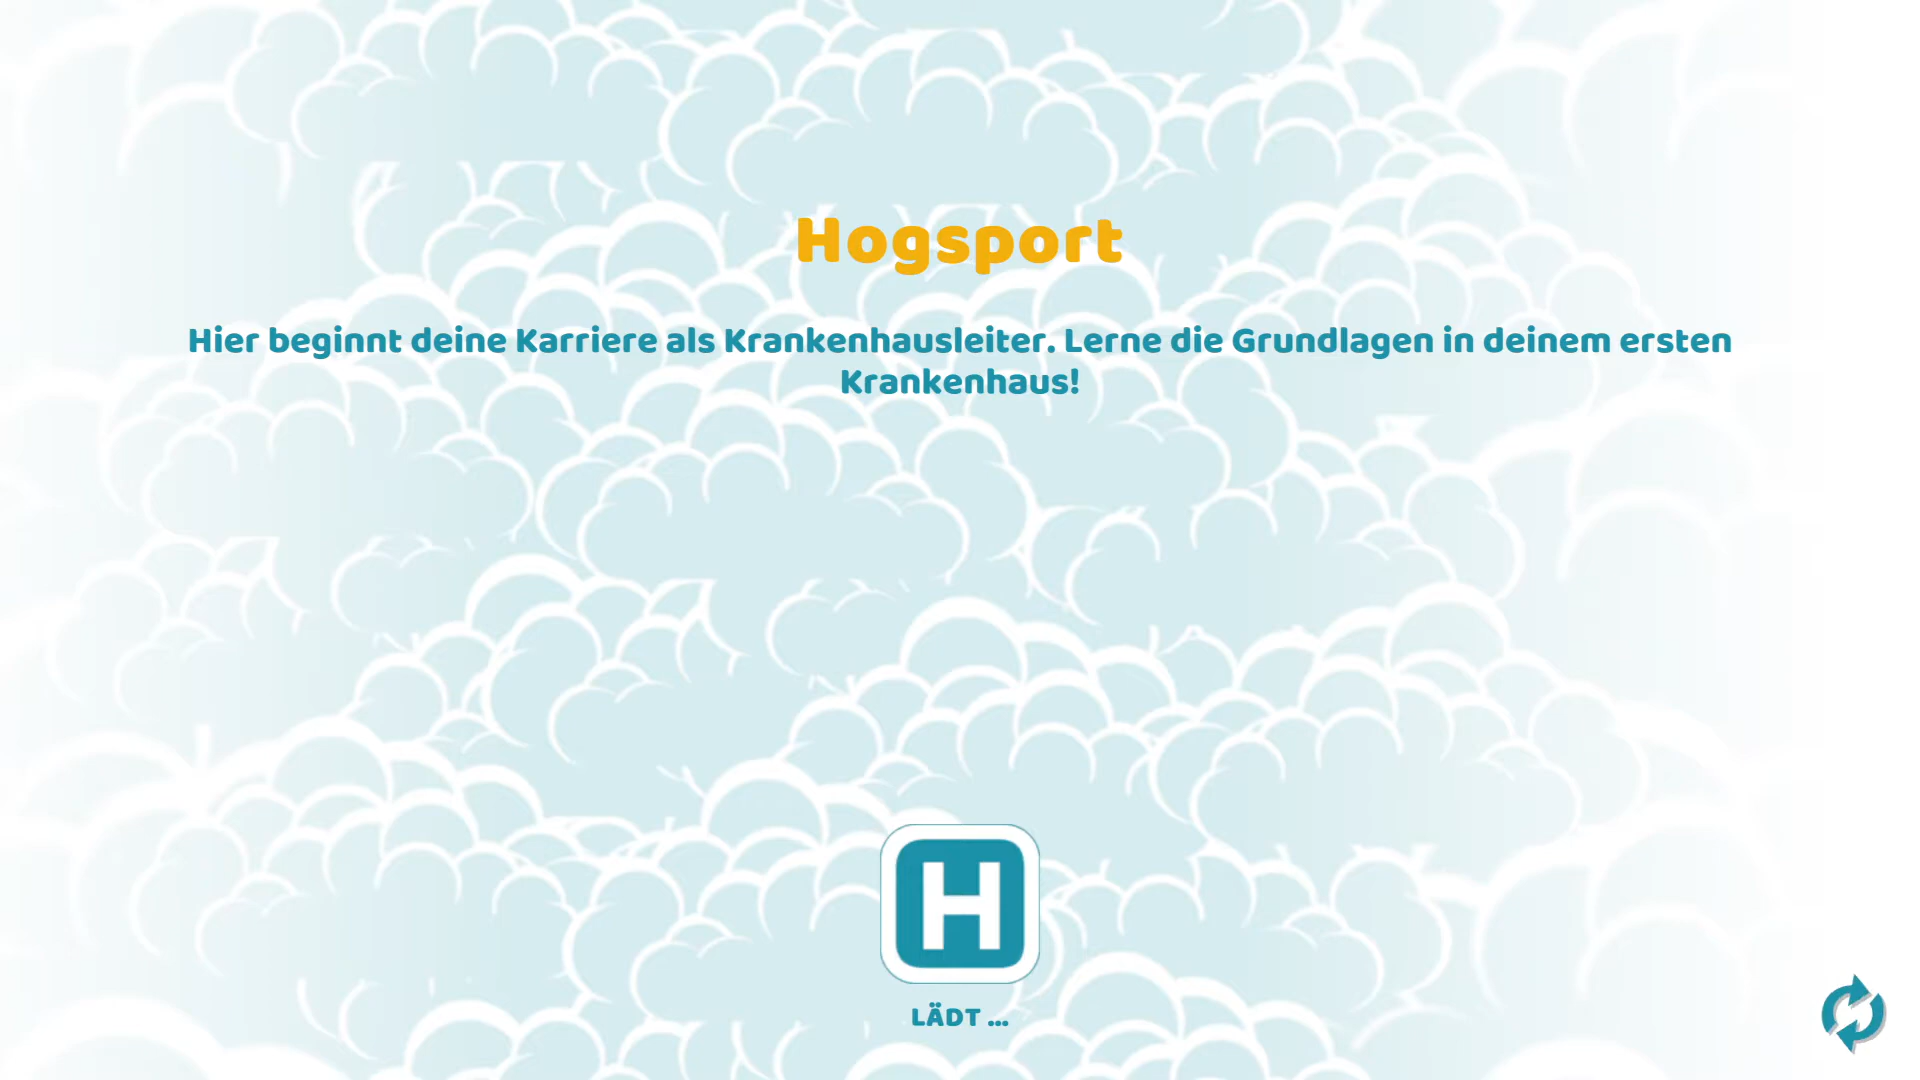 Hogsport
Hier beginnt deine Karriere als Krankenhausleiter. Lerne die Grundlagen in deinem ersten
Krankenhaus!
H
LÄDT ...